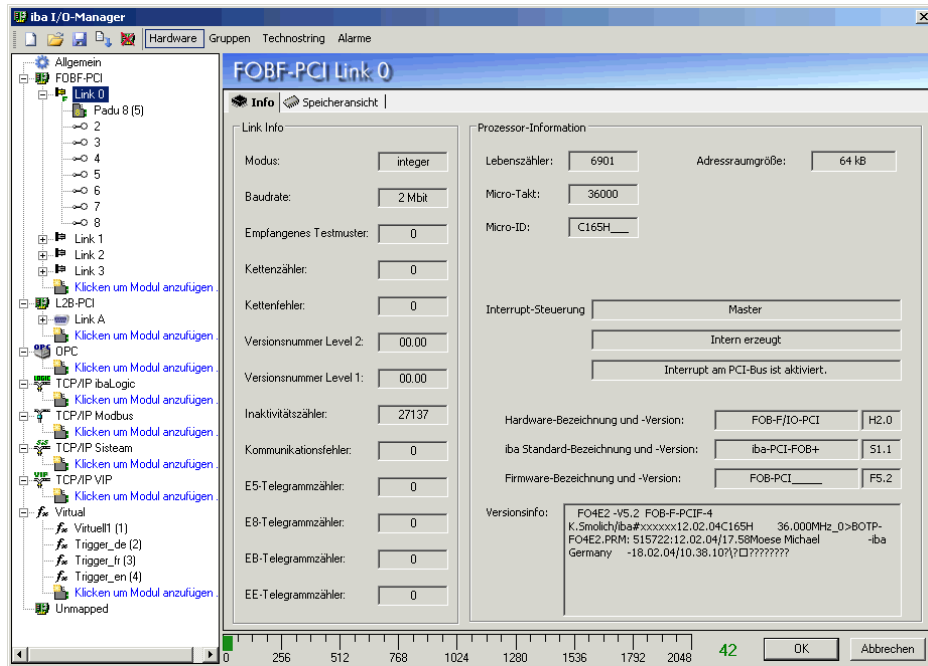 iba I/O-Manager
Hardware Gruppen Technostring Alarme
Allgemein
FOBF-PCI
Link 0
Padu 8 (5)
2
3
4
5
6
7
8
Link 1
Link 2
Link 3
Klicken um Modul anzufügen .
L2B-PCI
Link A
Klicken um Modul anzufügen .
OPC
Klicken um Modul anzufügen .
TCP/IP ibaLogic
Klicken um Modul anzufügen .
TCP/IP Modbus
Klicken um Modul anzufügen .
TCP/IP Sisteam
Klicken um Modul anzufügen .
TCP/IP VIP
Klicken um Modul anzufügen .
Virtual
Virtuell1 (1)
Trigger_de (2)
Trigger_fr (3)
Trigger_en (4)
Klicken um Modul anzufügen .
Unmapped
FOBF-PCI Link 0
Info Speicheransicht
Link Info
Modus: integer
Baudrate: 2 Mbit
Empfangenes Testmuster: 0
Kettenzähler: 0
Kettenfehler: 0
Versionsnummer Level 2: 00.00
Versionsnummer Level 1: 00.00
Inaktivitätszähler: 27137
Kommunikationsfehler: 0
E5-Telegrammzähler: 0
E8-Telegrammzähler: 0
EB-Telegrammzähler: 0
EE-Telegrammzähler: 0
Prozessor-Information
Lebenszähler: 6901 Adressraumgröße: 64 kB
Micro-Takt: 36000
Micro-ID: C165H___
Interrupt-Steuerung Master
Intern erzeugt
Interrupt am PCI-Bus ist aktiviert.
Hardware-Bezeichnung und -Version: FOB-F/IO-PCI H2.0
iba Standard-Bezeichnung und -Version: iba-PCI-FOB+ S1.1
Firmware-Bezeichnung und -Version: FOB-PCI_____ F5.2
Versionsinfo: FO4E2 -V5.2 FOB-F-PCIF-4
K.Smolich/iba#xxxxxx12.02.04C165H 36.000MHz_0>BOTP-
FO4E2.PRM: 515722:12.02.04/17.58Moese Michael -iba
Germany -18.02.04/10.38.10?\?□????????
0 256 512 768 1024 1280 1536 1792 2048
42 OK Abbrechen